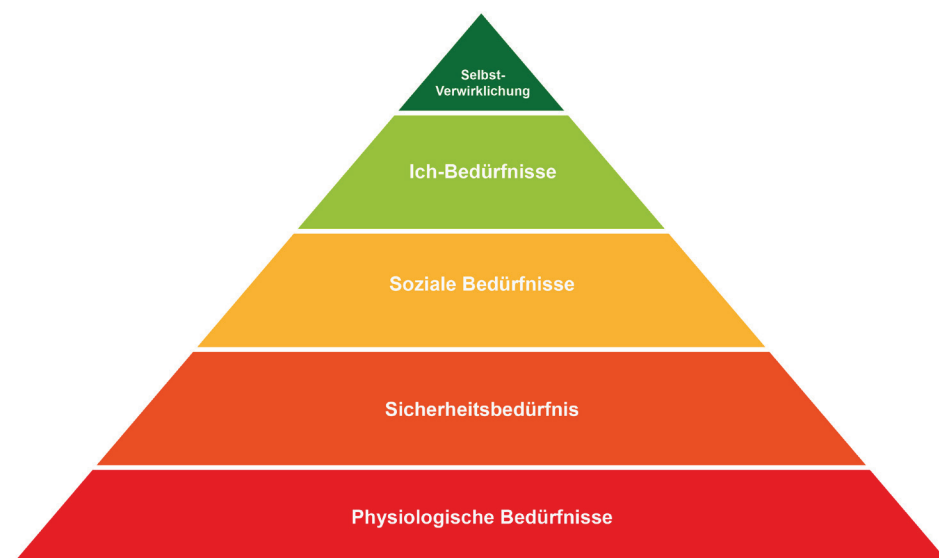 Selbst-
Verwirklichung
Ich-Bedürfnisse
Soziale Bedürfnisse
Sicherheitsbedürfnis
Physiologische Bedürfnisse